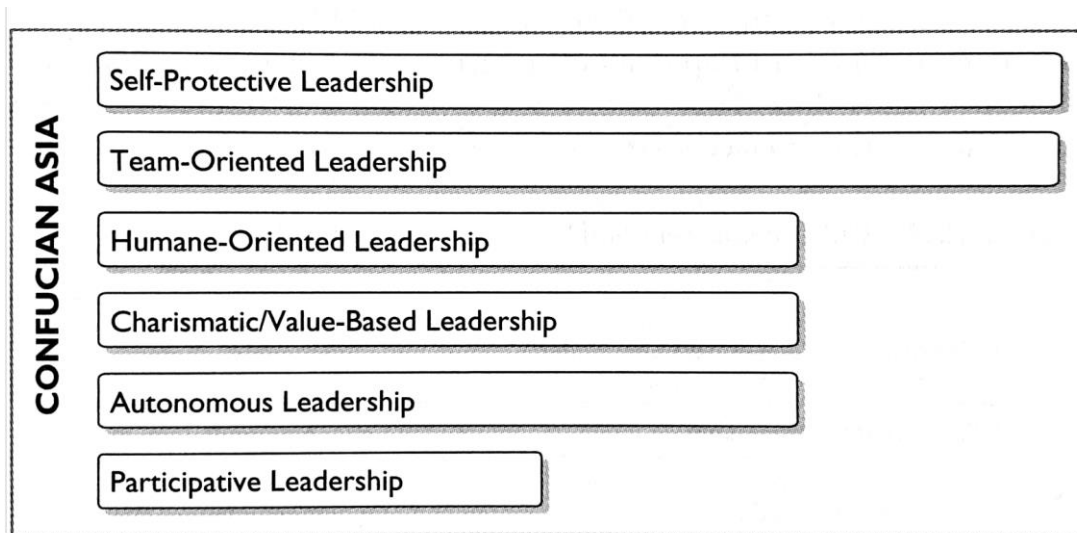 CONFUCIAN ASIA
Self-Protective Leadership
Team-Oriented Leadership
Humane-Oriented Leadership
Charismatic/Value-Based Leadership
Autonomous Leadership
Participative Leadership